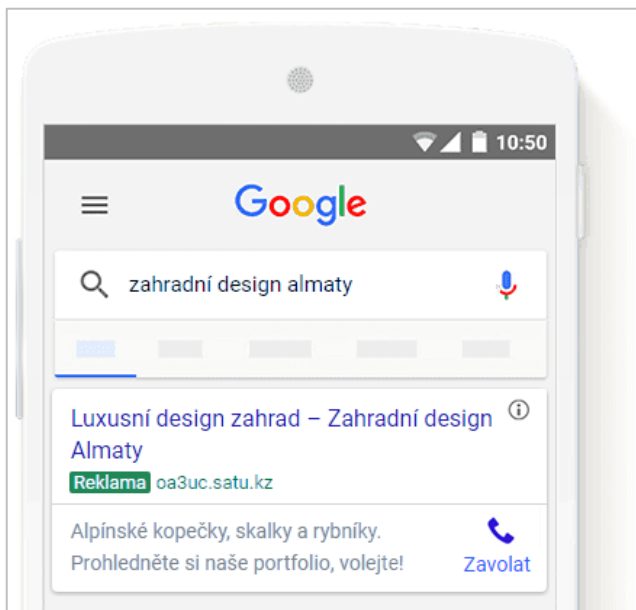 10:50
Google
zahradní design almaty
Luxusní design zahrad – Zahradní design
Almaty
Reklama oa3uc.satu.kz
Alpínské kopečky, skalky a rybníky.
Prohledněte si naše portfolio, volejte!
Zavolat